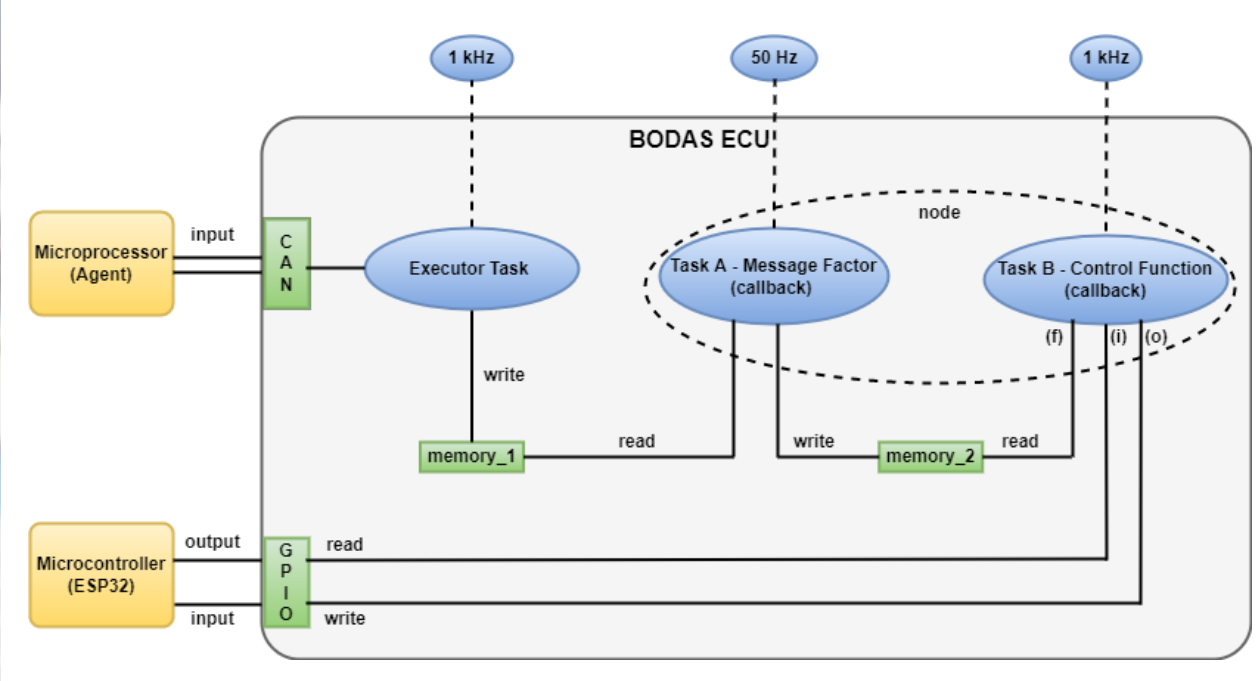 1 kHz
50 Hz
1 kHz
BODAS ECU
node
Microprocessor
(Agent)
input
C
A
N
Executor Task
Task A - Message Factor
(callback)
Task B - Control Function
(callback)
(f)
(i)
(o)
write
memory_1
read
write
memory_2
read
Microcontroller
(ESP32)
output
input
G
P
I
O
read
write